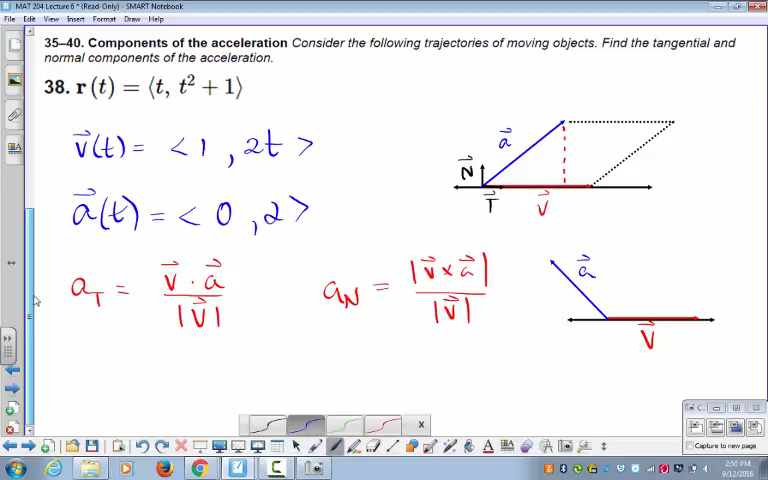 MAT 204 Lecture 6 * (Read-Only) - SMART Notebook
File Edit View Insert Format Draw Help
35–40. Components of the acceleration Consider the following trajectories of moving objects. Find the tangential and
normal components of the acceleration.
38. r (t) = ⟨t, t² + 1⟩
v⃗(t) = < 1 , 2t >
a⃗(t) = < 0 , 2 >
a_T = v⃗ · a⃗ / |v⃗|
a_N = |v⃗ × a⃗| / |v⃗|
a⃗
N⃗
T⃗
v⃗
a⃗
v⃗
Capture to new page
2:50 PM
9/12/2016